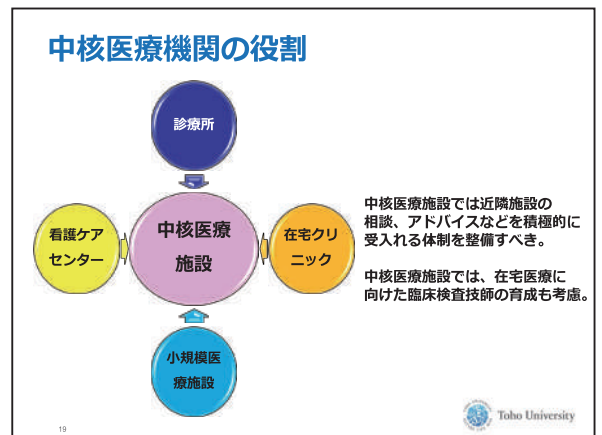 中核医療機関の役割
診療所
看護ケア
センター
中核医療
施設
在宅クリ
ニック
小規模医
療施設
中核医療施設では近隣施設の
相談、アドバイスなどを積極的に
受入れる体制を整備すべき。
中核医療施設では、在宅医療に
向けた臨床検査技師の育成も考慮。
19
Toho University